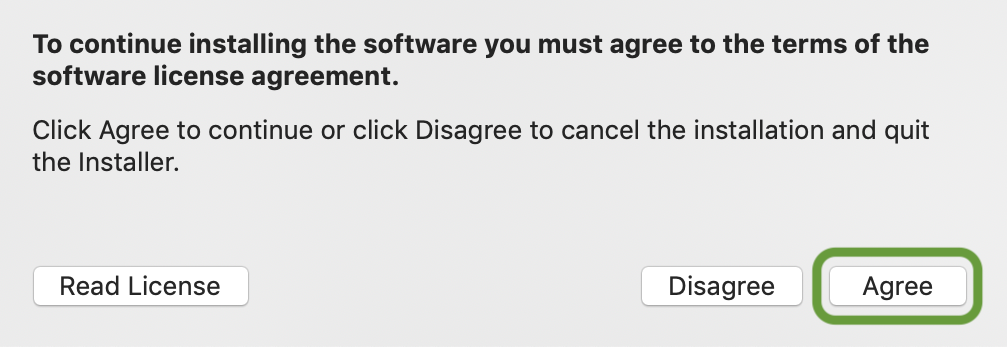 To continue installing the software you must agree to the terms of the
software license agreement.
Click Agree to continue or click Disagree to cancel the installation and quit
the Installer.
Read License
Disagree
Agree